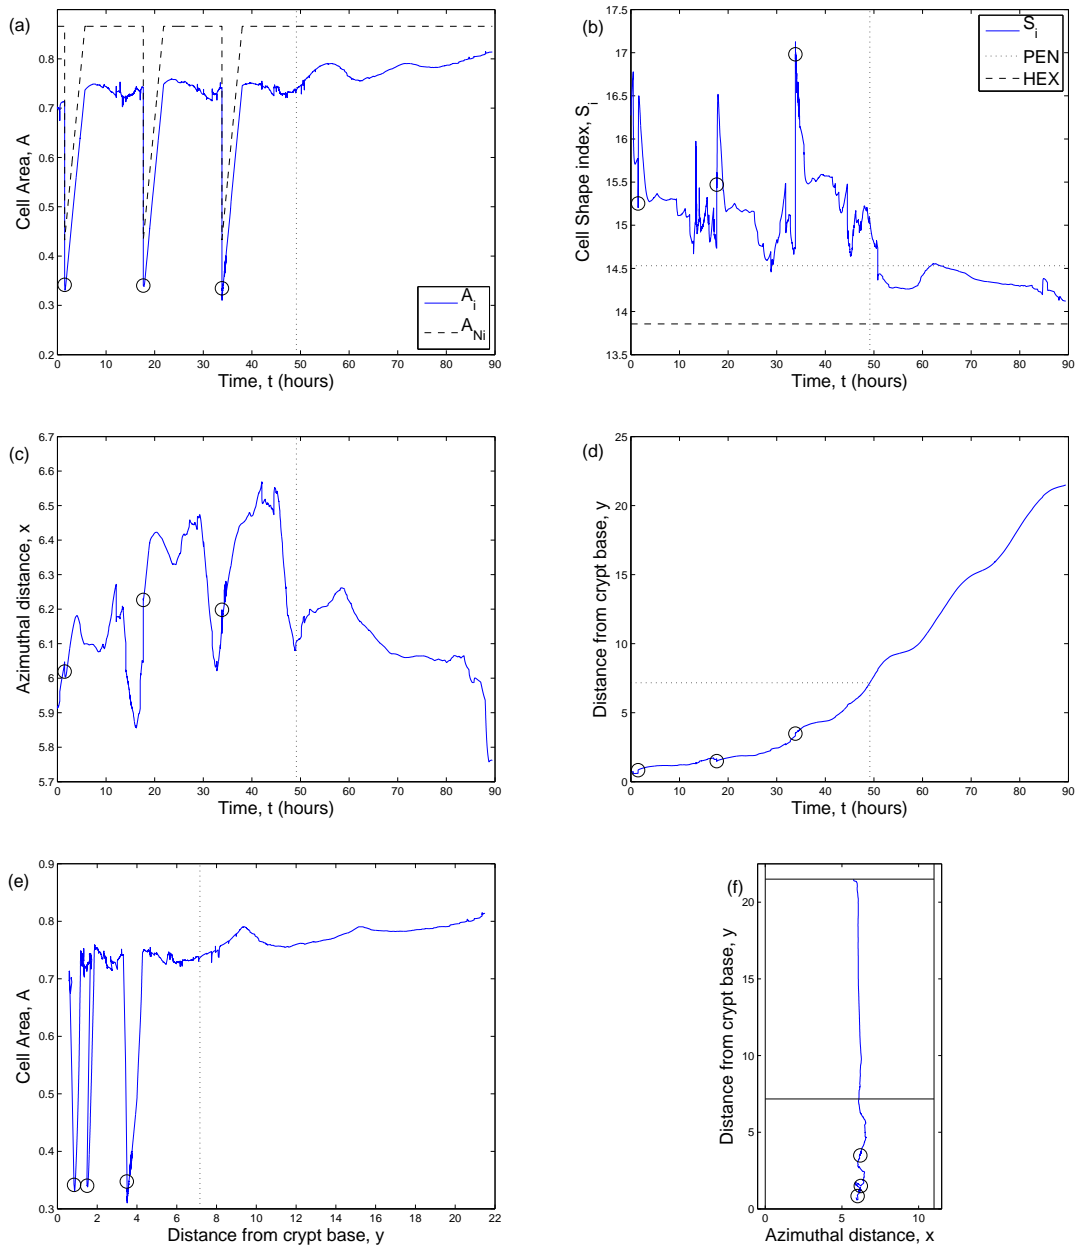 (a)
Cell Area, A
0.9
0.8
0.7
0.6
0.5
0.4
0.3
0.2
0 10 20 30 40 50 60 70 80 90
Time, t (hours)
A_i
A_Ni
(b)
Cell Shape index, S_i
17.5
17
16.5
16
15.5
15
14.5
14
13.5
0 10 20 30 40 50 60 70 80 90
Time, t (hours)
S_i
PEN
HEX
(c)
Azimuthal distance, x
6.7
6.6
6.5
6.4
6.3
6.2
6.1
6
5.9
5.8
5.7
0 10 20 30 40 50 60 70 80 90
Time, t (hours)
(d)
Distance from crypt base, y
25
20
15
10
5
0
0 10 20 30 40 50 60 70 80 90
Time, t (hours)
(e)
Cell Area, A
0.9
0.8
0.7
0.6
0.5
0.4
0.3
0 2 4 6 8 10 12 14 16 18 20 22
Distance from crypt base, y
(f)
Distance from crypt base, y
20
15
10
5
0
0 5 10
Azimuthal distance, x